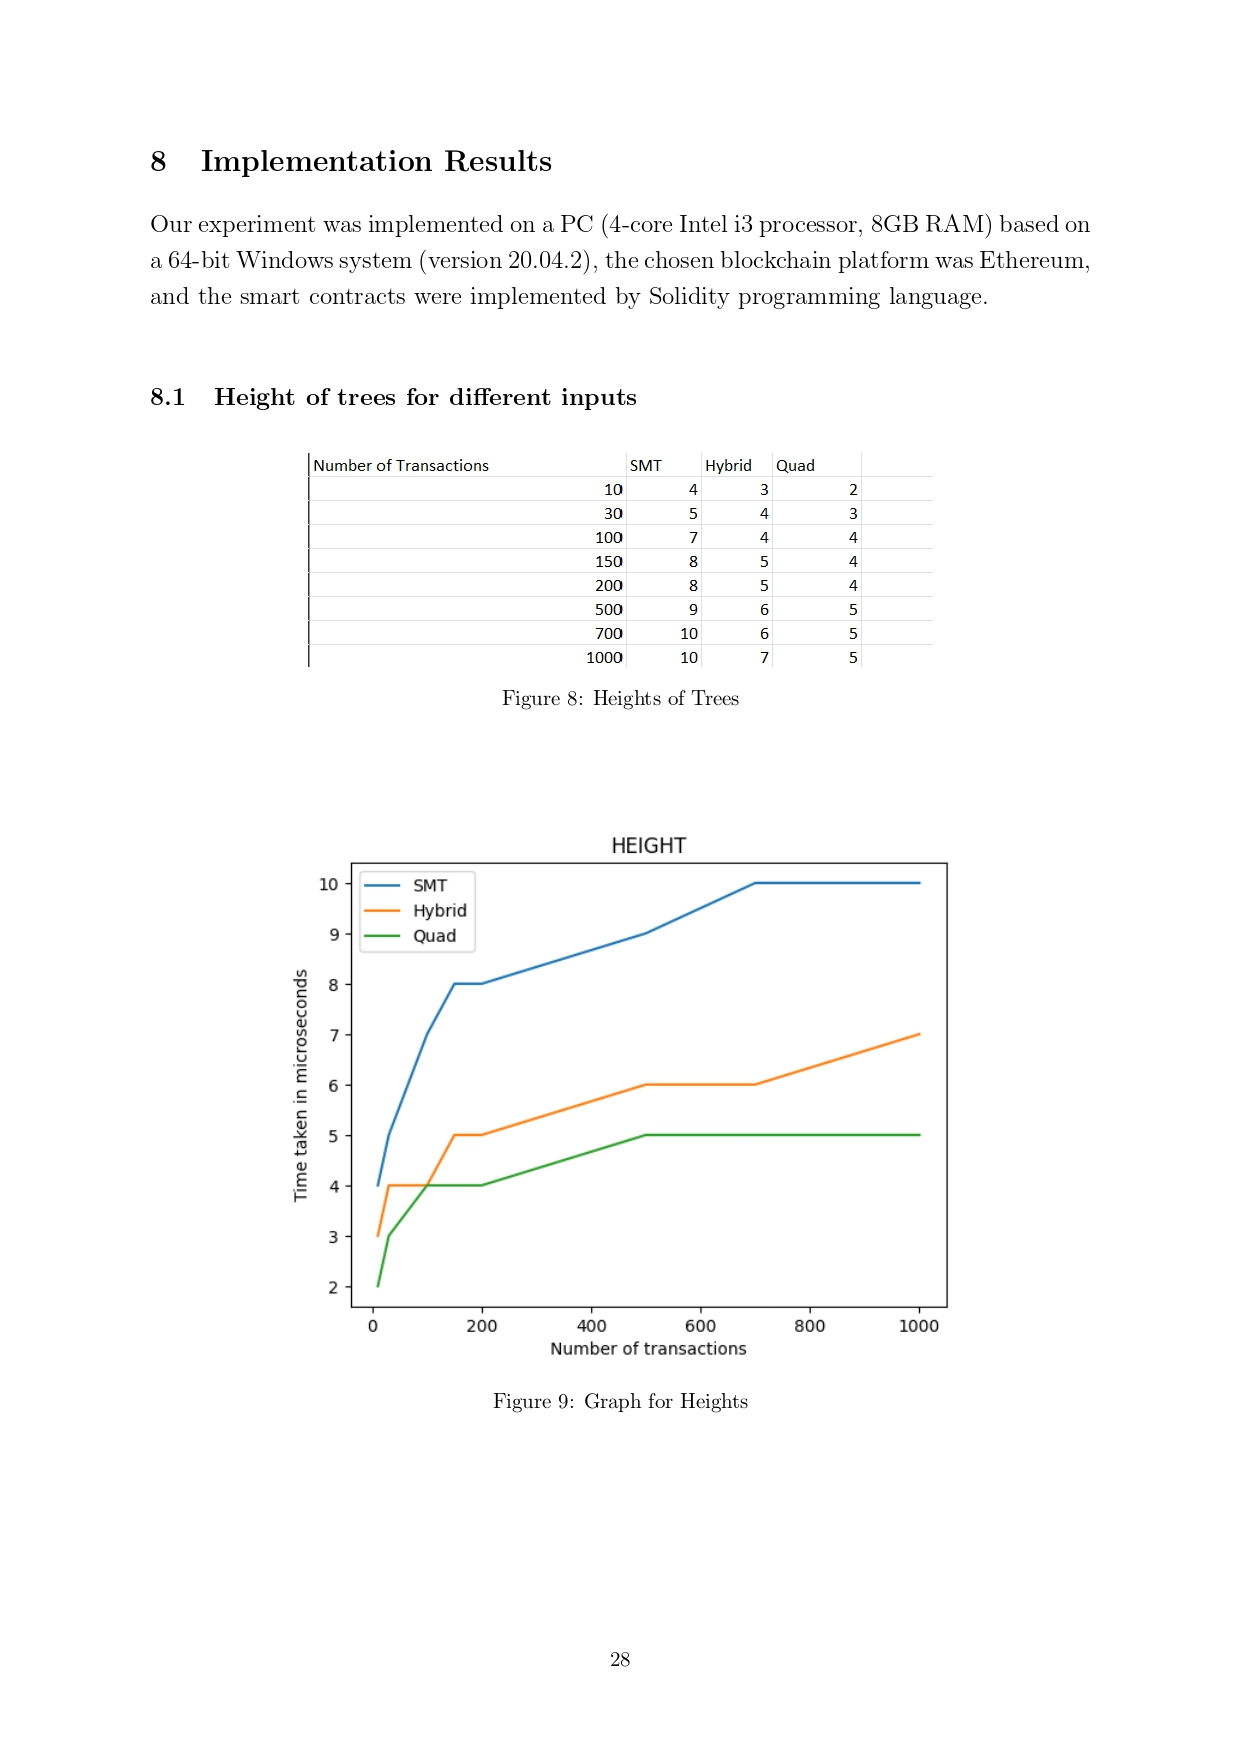 8 Implementation Results
Our experiment was implemented on a PC (4-core Intel i3 processor, 8GB RAM) based on
a 64-bit Windows system (version 20.04.2), the chosen blockchain platform was Ethereum,
and the smart contracts were implemented by Solidity programming language.
8.1 Height of trees for different inputs
Number of Transactions SMT Hybrid Quad
10 4 3 2
30 5 4 3
100 7 4 4
150 8 5 4
200 8 5 4
500 9 6 5
700 10 6 5
1000 10 7 5
Figure 8: Heights of Trees
HEIGHT
SMT
Hybrid
Quad
Time taken in microseconds
10
9
8
7
6
5
4
3
2
0 200 400 600 800 1000
Number of transactions
Figure 9: Graph for Heights
28